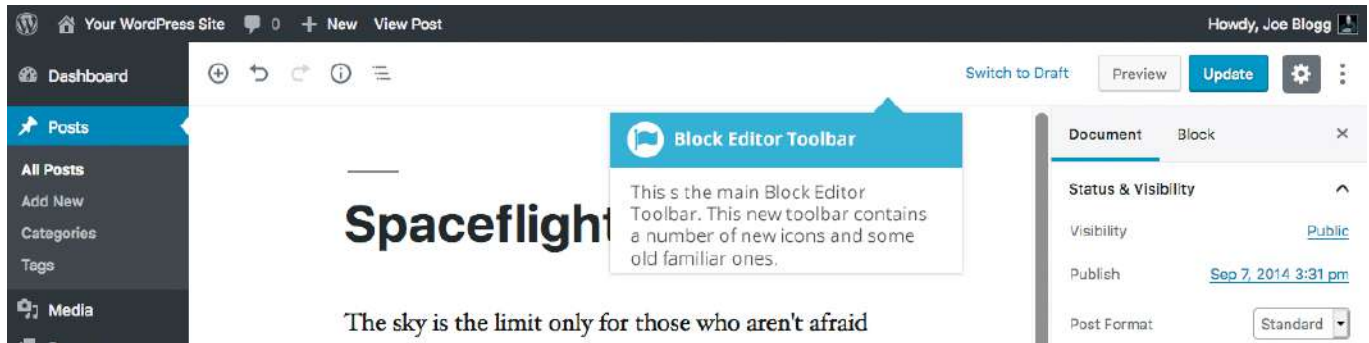 Your WordPress Site 0 New View Post Howdy, Joe Blogg
Dashboard
Switch to Draft Preview Update
Posts
All Posts
Add New
Categories
Tags
Media
Block Editor Toolbar
This s the main Block Editor
Toolbar. This new toolbar contains
a number of new icons and some
old familiar ones.
Spaceflight
The sky is the limit only for those who aren't afraid
Document Block
Status & Visibility
Visibility Public
Publish Sep 7, 2014 3:31 pm
Post Format Standard